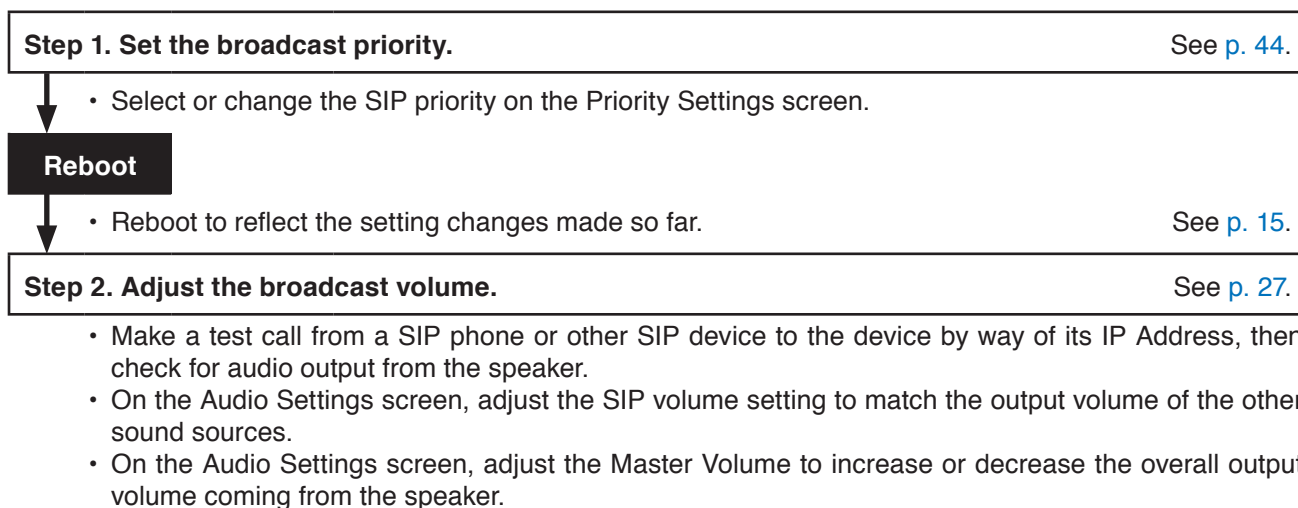 Step 1. Set the broadcast priority. See p. 44.
• Select or change the SIP priority on the Priority Settings screen.
Reboot
• Reboot to reflect the setting changes made so far. See p. 15.
Step 2. Adjust the broadcast volume. See p. 27.
• Make a test call from a SIP phone or other SIP device to the device by way of its IP Address, then
check for audio output from the speaker.
• On the Audio Settings screen, adjust the SIP volume setting to match the output volume of the other
sound sources.
• On the Audio Settings screen, adjust the Master Volume to increase or decrease the overall output
volume coming from the speaker.